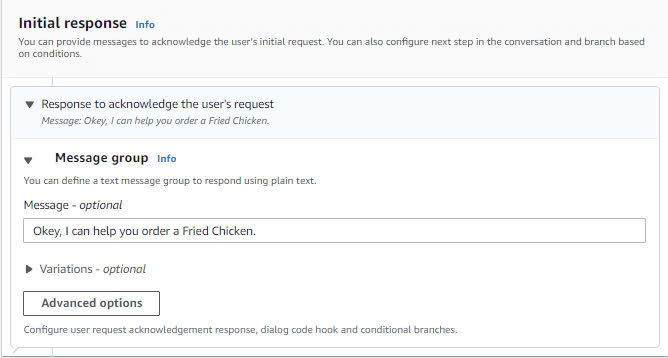 Initial response Info
You can provide messages to acknowledge the user's initial request. You can also configure next step in the conversation and branch based
on conditions.
Response to acknowledge the user's request
Message: Okey, I can help you order a Fried Chicken.
Message group Info
You can define a text message group to respond using plain text.
Message - optional
Okey, I can help you order a Fried Chicken.
Variations - optional
Advanced options
Configure user request acknowledgement response, dialog code hook and conditional branches.